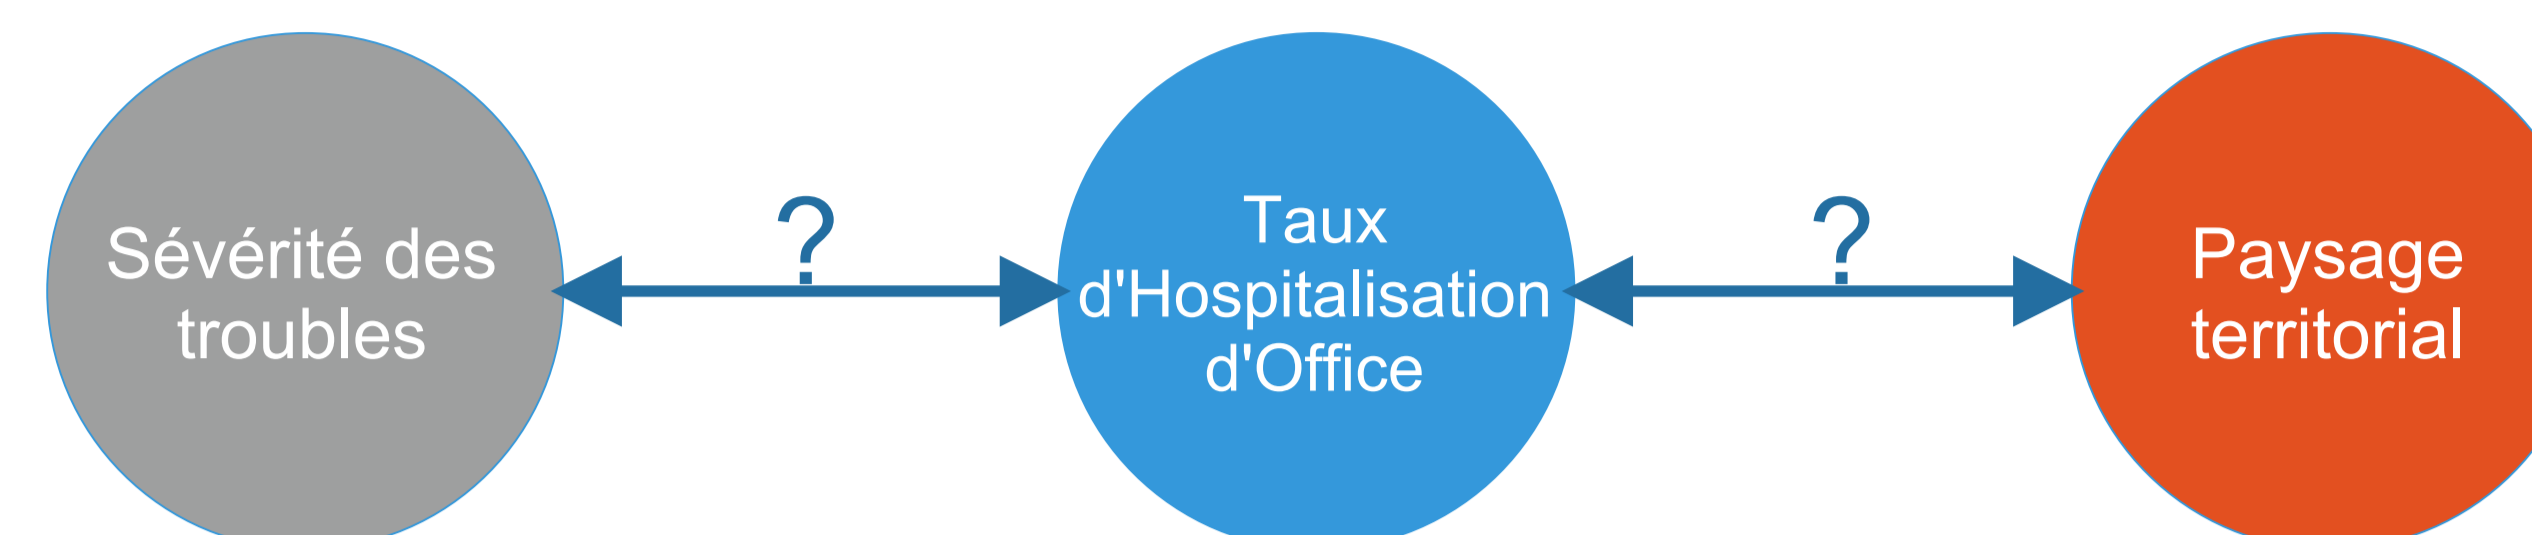 Sévérité des
troubles
?
Taux
d'Hospitalisation
d'Office
?
Paysage
territorial